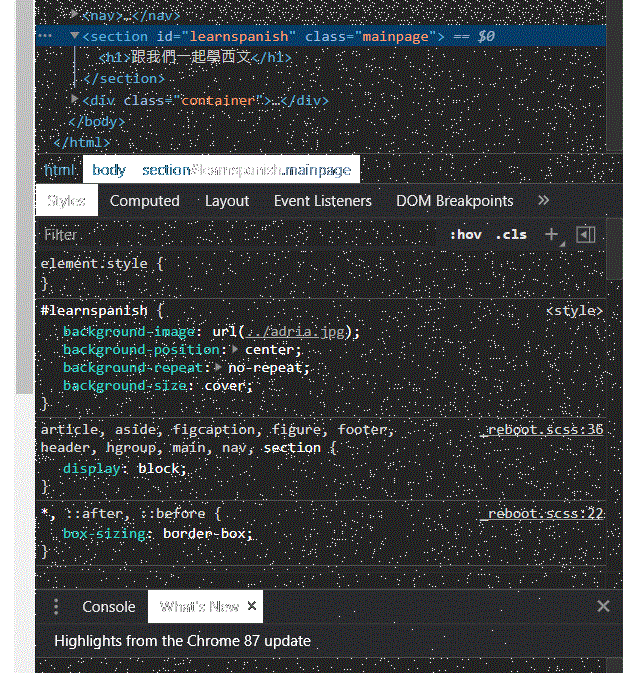 <nav>…</nav>
<section id="learnspanish" class="mainpage"> == $0
<h1>跟我們一起學西文</h1>
</section>
<div class="container">…</div>
</body>
</html>
html body section#learnspanish.mainpage
Styles Computed Layout Event Listeners DOM Breakpoints »
Filter :hov .cls +
element.style {
}
#learnspanish { <style>
background-image: url(../adria.jpg);
background-position: center;
background-repeat: no-repeat;
background-size: cover;
}
article, aside, figcaption, figure, footer, _reboot.scss:36
header, hgroup, main, nav, section {
display: block;
}
*, ::after, ::before { _reboot.scss:22
box-sizing: border-box;
}
Console What's New ×
Highlights from the Chrome 87 update